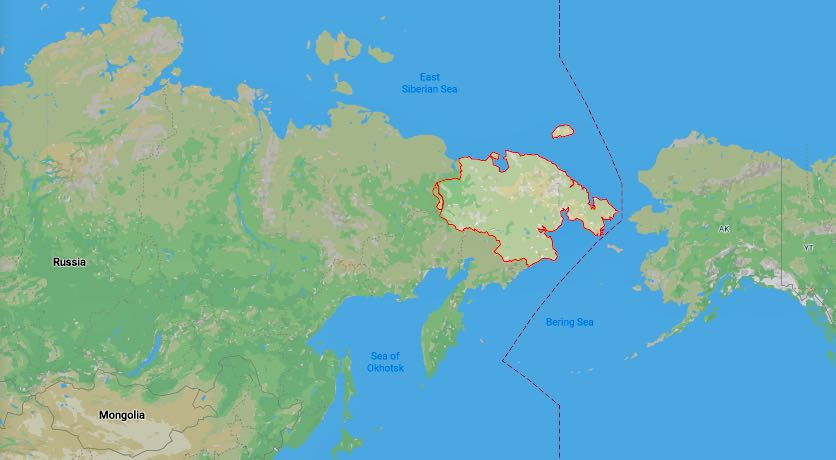 East
Siberian Sea
AK
YT
Russia
Bering Sea
Sea of
Okhotsk
Mongolia